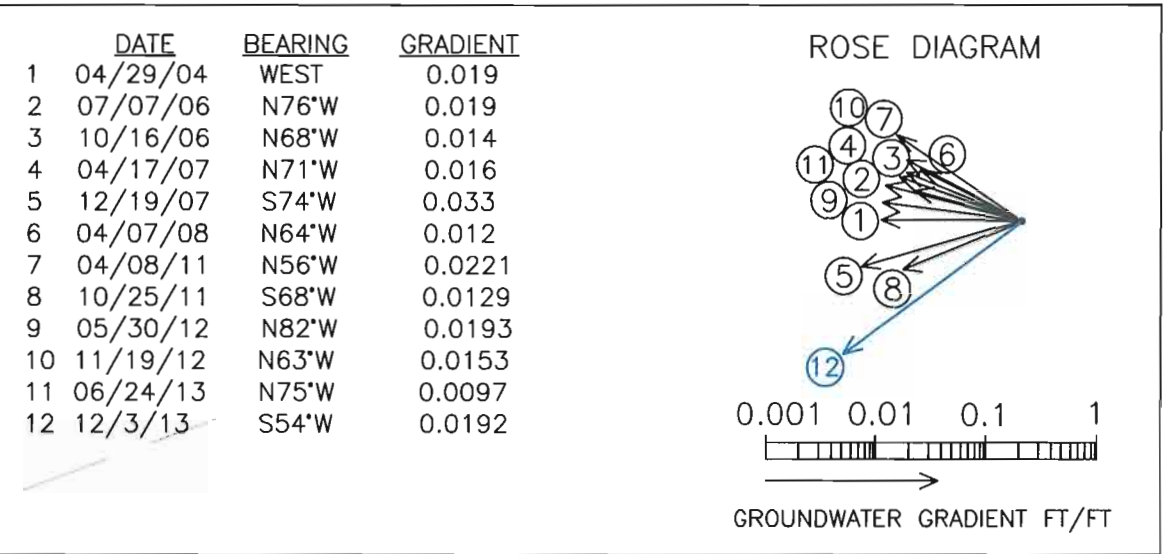 DATE BEARING GRADIENT
1 04/29/04 WEST 0.019
2 07/07/06 N76°W 0.019
3 10/16/06 N68°W 0.014
4 04/17/07 N71°W 0.016
5 12/19/07 S74°W 0.033
6 04/07/08 N64°W 0.012
7 04/08/11 N56°W 0.0221
8 10/25/11 S68°W 0.0129
9 05/30/12 N82°W 0.0193
10 11/19/12 N63°W 0.0153
11 06/24/13 N75°W 0.0097
12 12/3/13 S54°W 0.0192
ROSE DIAGRAM
10 7
4 3 6
11 2
9 1
5 8
12
0.001 0.01 0.1 1
GROUNDWATER GRADIENT FT/FT